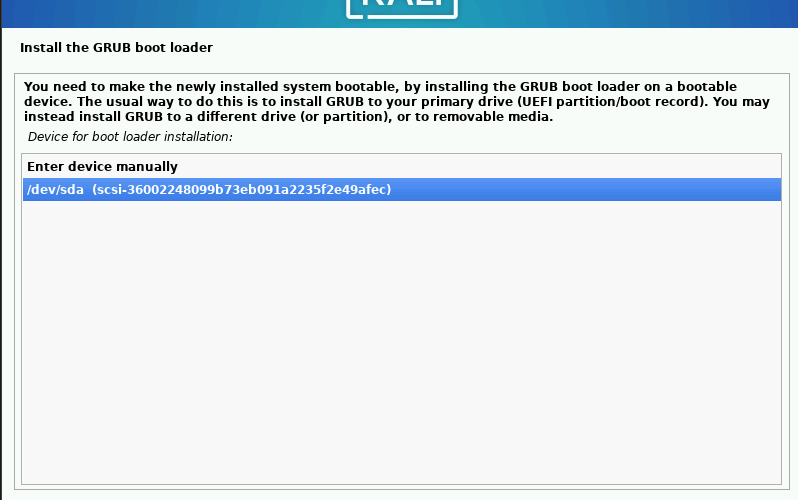 KALI
Install the GRUB boot loader
You need to make the newly installed system bootable, by installing the GRUB boot loader on a bootable
device. The usual way to do this is to install GRUB to your primary drive (UEFI partition/boot record). You may
instead install GRUB to a different drive (or partition), or to removable media.
Device for boot loader installation:
Enter device manually
/dev/sda  (scsi-36002248099b73eb091a2235f2e49afec)